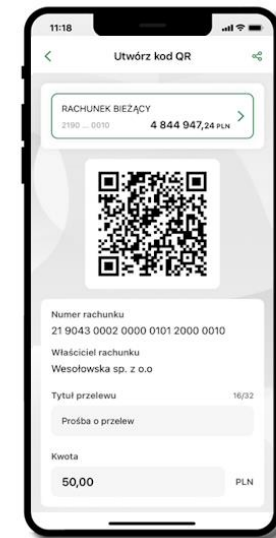 11:18
Utwórz kod QR
RACHUNEK BIEŻĄCY
2190 ... 0010 4 844 947,24 PLN
Numer rachunku
21 9043 0002 0000 0101 2000 0010
Właściciel rachunku
Wesołowska sp. z o.o
Tytuł przelewu 16/32
Prośba o przelew
Kwota
50,00 PLN